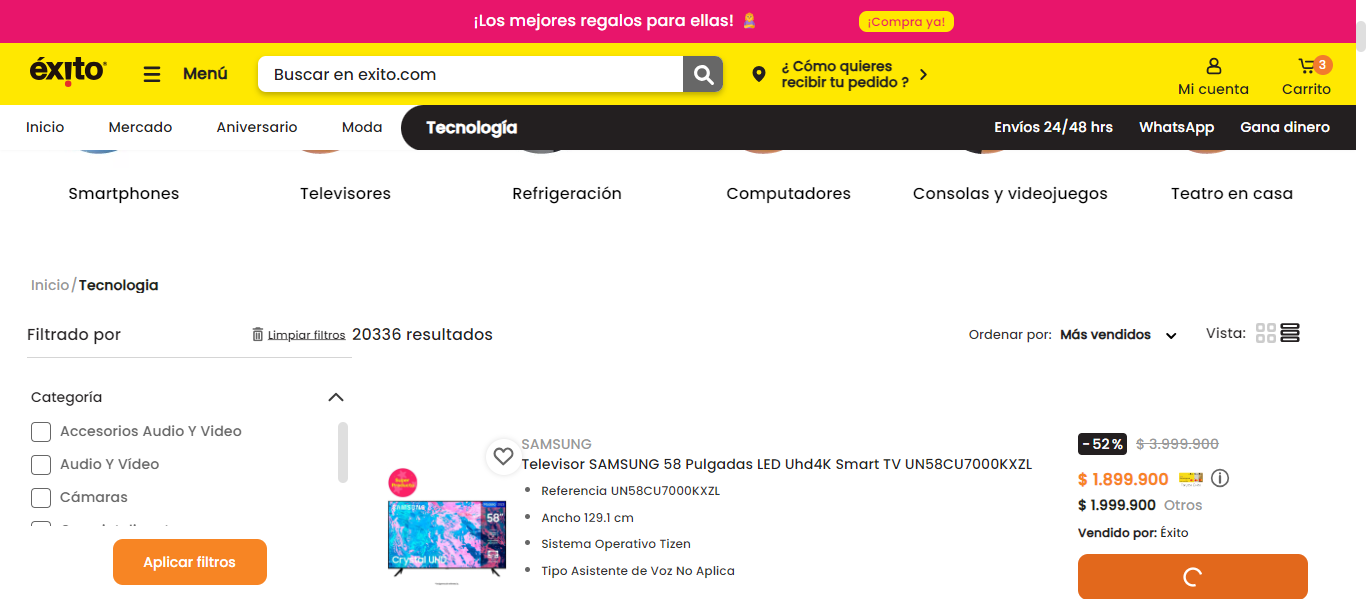 ¡Los mejores regalos para ellas!
¡Compra ya!
éxito
Menú
Buscar en exito.com
¿ Cómo quieres
recibir tu pedido ?
Mi cuenta
3
Carrito
Inicio
Mercado
Aniversario
Moda
Tecnología
Envíos 24/48 hrs
WhatsApp
Gana dinero
Smartphones
Televisores
Refrigeración
Computadores
Consolas y videojuegos
Teatro en casa
Inicio/Tecnologia
Filtrado por
Limpiar filtros
20336 resultados
Ordenar por: Más vendidos
Vista:
Categoría
Accesorios Audio Y Video
Audio Y Vídeo
Cámaras
Aplicar filtros
SAMSUNG
58"
Crystal UHD
SAMSUNG
Televisor SAMSUNG 58 Pulgadas LED Uhd4K Smart TV UN58CU7000KXZL
Referencia UN58CU7000KXZL
Ancho 129.1 cm
Sistema Operativo Tizen
Tipo Asistente de Voz No Aplica
-52%
$ 3.999.900
$ 1.899.900
$ 1.999.900 Otros
Vendido por: Éxito